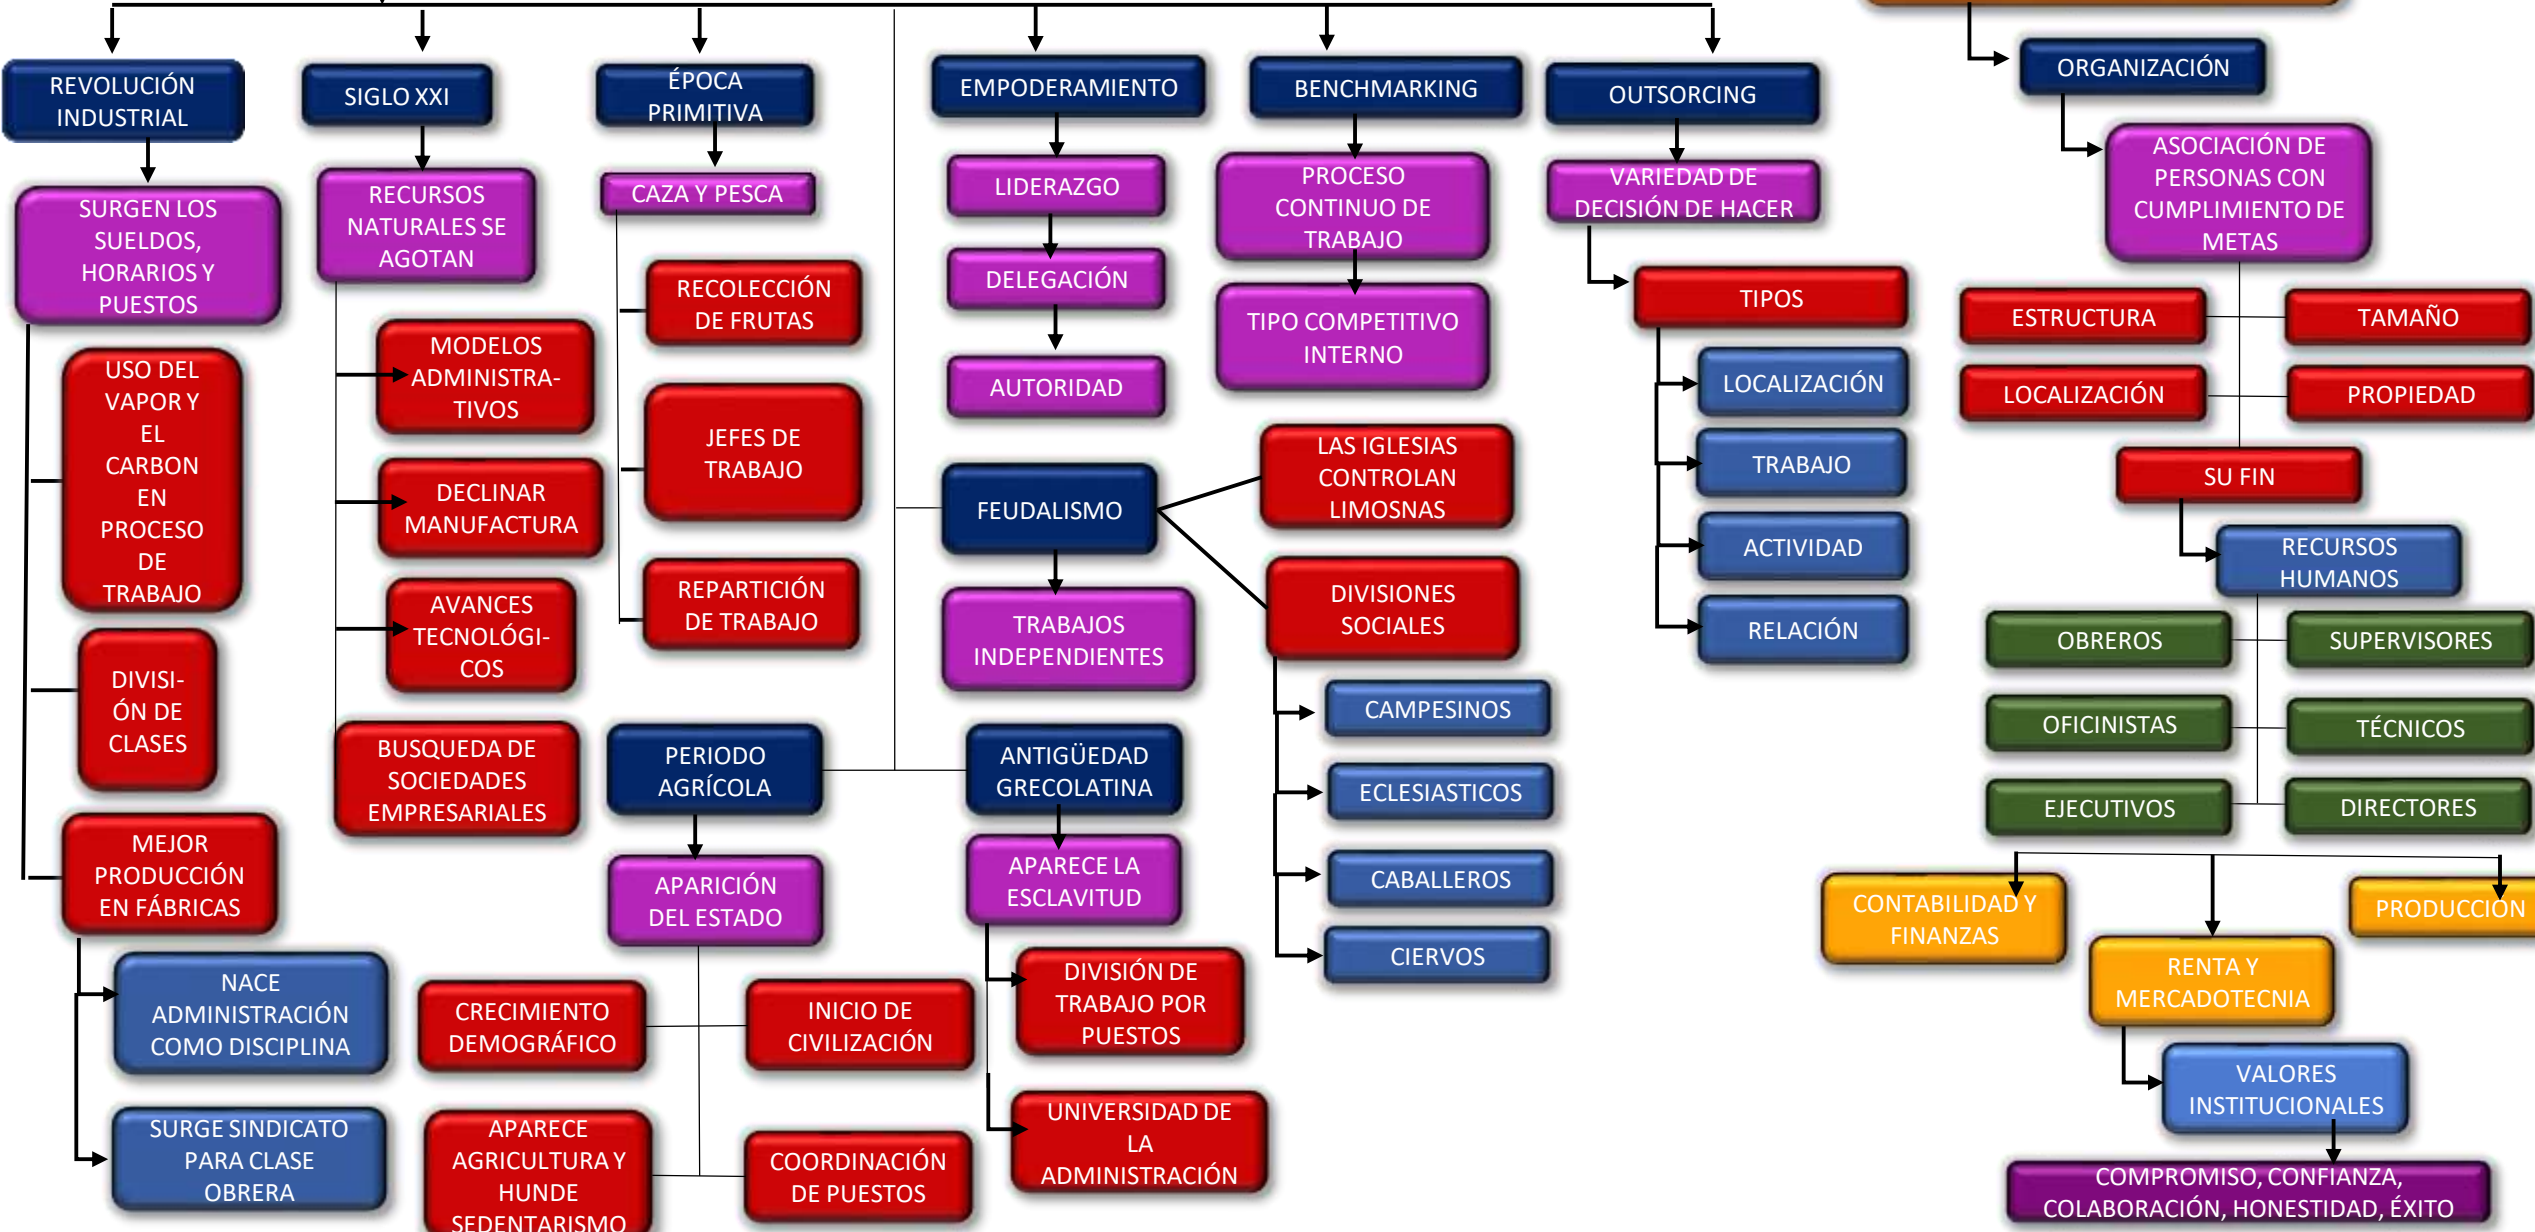 REVOLUCIÓN
INDUSTRIAL
SURGEN LOS
SUELDOS,
HORARIOS Y
PUESTOS
USO DEL
VAPOR Y
EL
CARBON
EN
PROCESO
DE
TRABAJO
DIVISI-
ÓN DE
CLASES
MEJOR
PRODUCCIÓN
EN FÁBRICAS
NACE
ADMINISTRACIÓN
COMO DISCIPLINA
SURGE SINDICATO
PARA CLASE
OBRERA
SIGLO XXI
RECURSOS
NATURALES SE
AGOTAN
MODELOS
ADMINISTRA-
TIVOS
DECLINAR
MANUFACTURA
AVANCES
TECNOLÓGI-
COS
BUSQUEDA DE
SOCIEDADES
EMPRESARIALES
ÉPOCA
PRIMITIVA
CAZA Y PESCA
RECOLECCIÓN
DE FRUTAS
JEFES DE
TRABAJO
REPARTICIÓN
DE TRABAJO
PERIODO
AGRÍCOLA
APARICIÓN
DEL ESTADO
CRECIMIENTO
DEMOGRÁFICO
INICIO DE
CIVILIZACIÓN
APARECE
AGRICULTURA Y
HUNDE
SEDENTARISMO
COORDINACIÓN
DE PUESTOS
EMPODERAMIENTO
LIDERAZGO
DELEGACIÓN
AUTORIDAD
FEUDALISMO
TRABAJOS
INDEPENDIENTES
LAS IGLESIAS
CONTROLAN
LIMOSNAS
DIVISIONES
SOCIALES
CAMPESINOS
ECLESIASTICOS
CABALLEROS
CIERVOS
ANTIGÜEDAD
GRECOLATINA
APARECE LA
ESCLAVITUD
DIVISIÓN DE
TRABAJO POR
PUESTOS
UNIVERSIDAD DE
LA
ADMINISTRACIÓN
BENCHMARKING
PROCESO
CONTINUO DE
TRABAJO
TIPO COMPETITIVO
INTERNO
OUTSORCING
VARIEDAD DE
DECISIÓN DE HACER
TIPOS
LOCALIZACIÓN
TRABAJO
ACTIVIDAD
RELACIÓN
ORGANIZACIÓN
ASOCIACIÓN DE
PERSONAS CON
CUMPLIMIENTO DE
METAS
ESTRUCTURA
TAMAÑO
LOCALIZACIÓN
PROPIEDAD
SU FIN
RECURSOS
HUMANOS
OBREROS
SUPERVISORES
OFICINISTAS
TÉCNICOS
EJECUTIVOS
DIRECTORES
CONTABILIDAD Y
FINANZAS
RENTA Y
MERCADOTECNIA
PRODUCCIÓN
VALORES
INSTITUCIONALES
COMPROMISO, CONFIANZA,
COLABORACIÓN, HONESTIDAD, ÉXITO